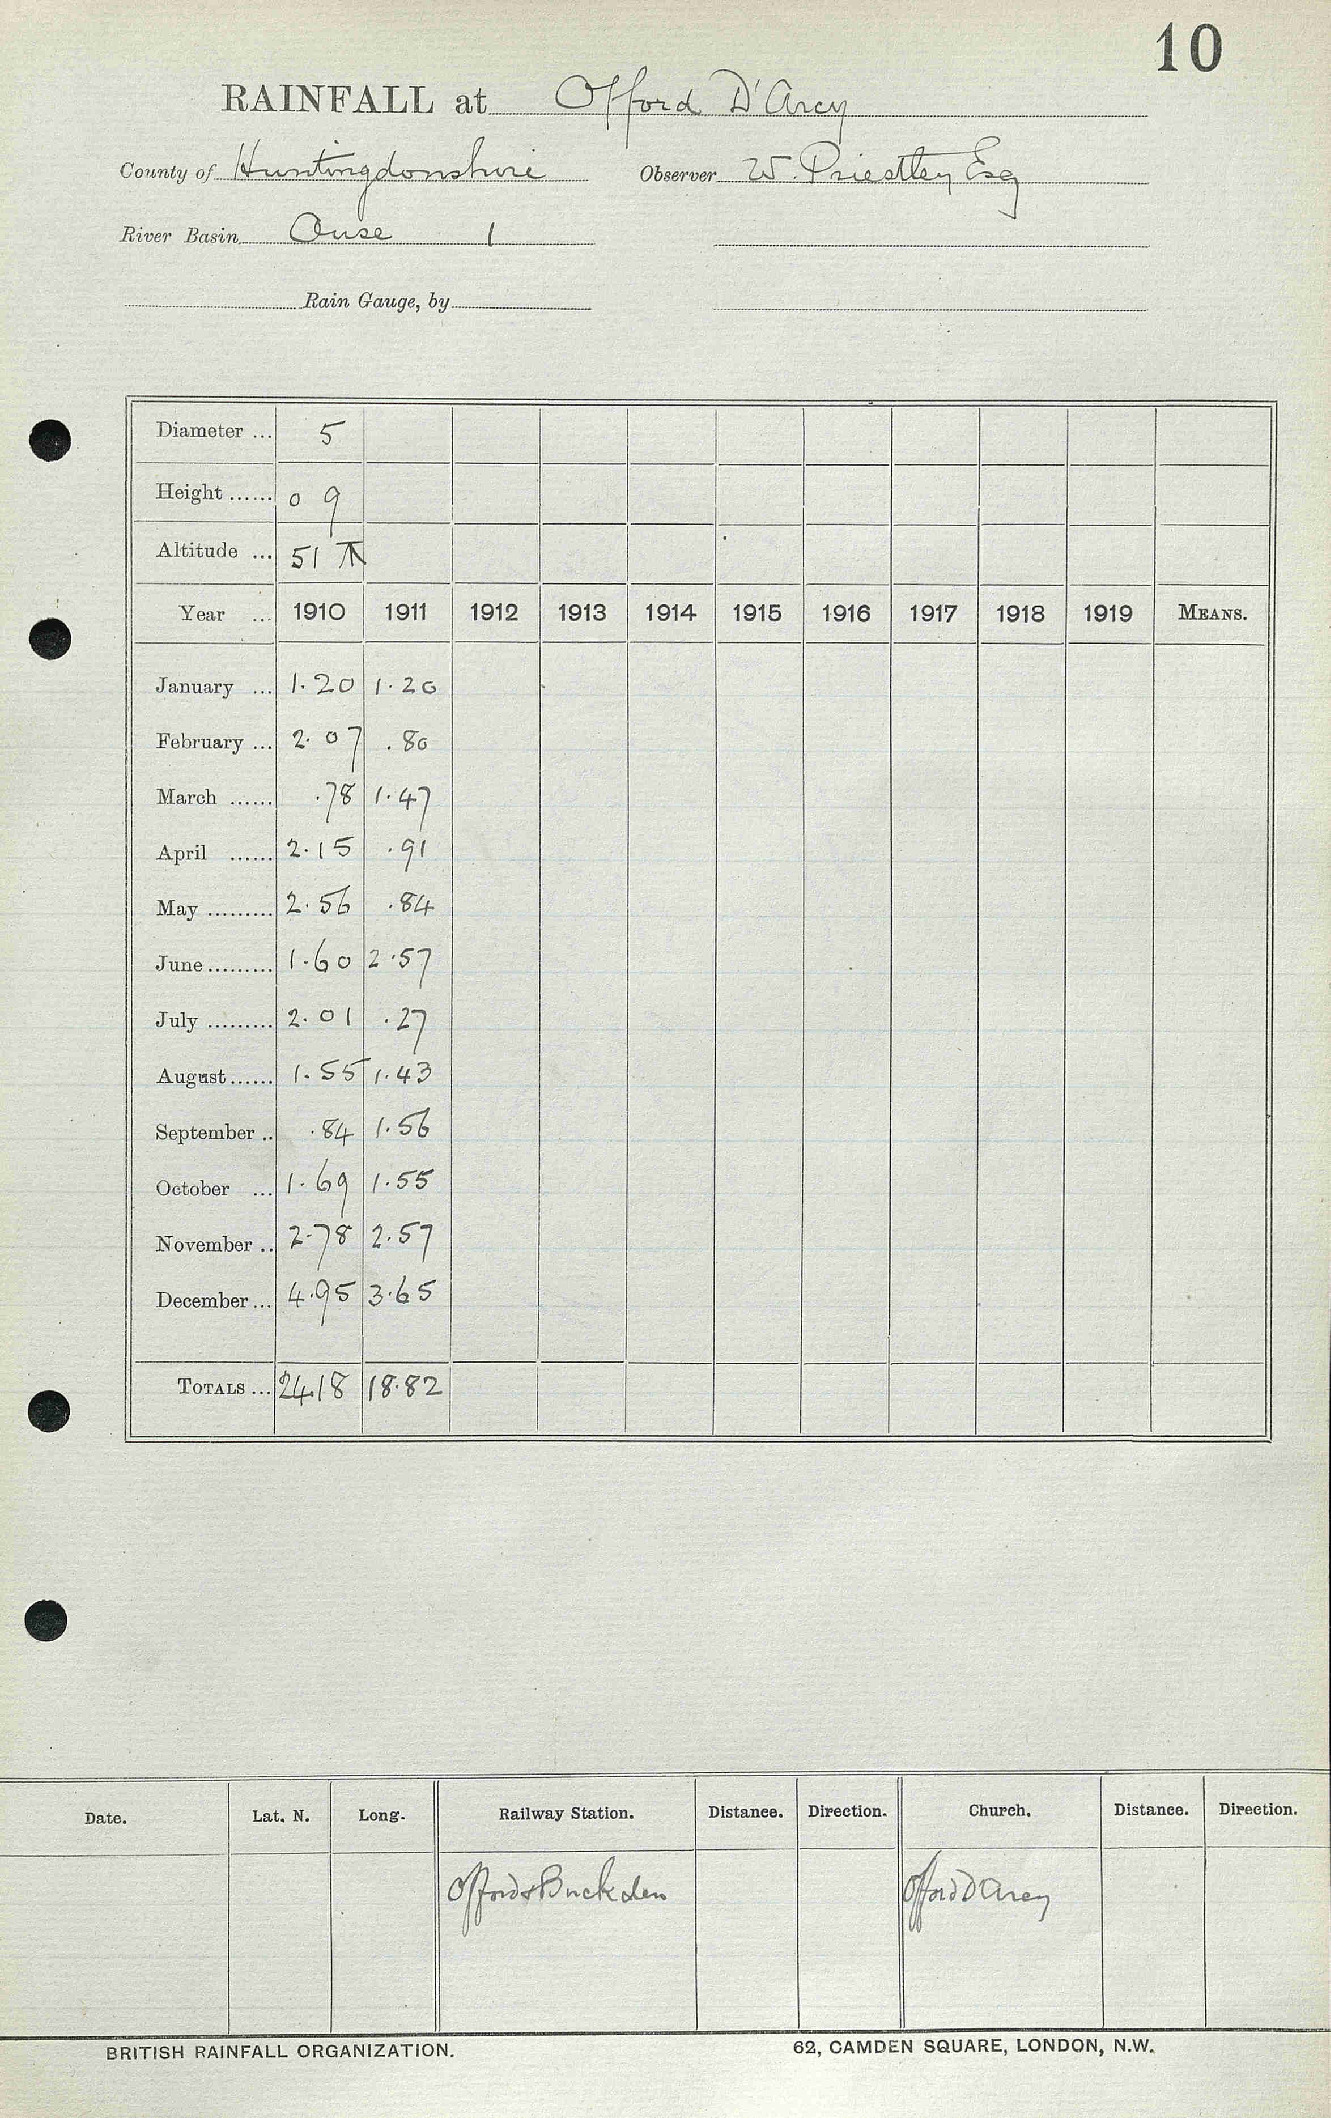 10
RAINFALL at Offord D'Arcy
County of Huntingdonshire Observer W. Priestley Esq
River Basin Ouse 1
Rain Gauge, by
Diameter ... 5
Height ...... 0 9
Altitude ... 51
Year ... 1910 1911 1912 1913 1914 1915 1916 1917 1918 1919 MEANS.
January ... 1.20 1.20
February ... 2.07 .80
March ...... .78 1.47
April ...... 2.15 .91
May ......... 2.56 .84
June ......... 1.60 2.57
July ......... 2.01 .27
August ...... 1.55 1.43
September .. .84 1.56
October ... 1.69 1.55
November .. 2.78 2.57
December ... 4.95 3.65
TOTALS ... 24.18 18.82
Date. Lat. N. Long. Railway Station. Distance. Direction. Church. Distance. Direction.
Offord & Buckden Offord D'Arcy
BRITISH RAINFALL ORGANIZATION. 62, CAMDEN SQUARE, LONDON, N.W.